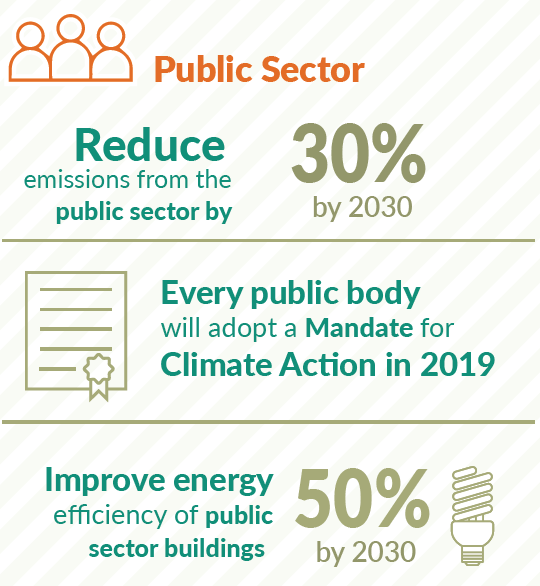 Public Sector
Reduce
emissions from the
public sector by
30%
by 2030
Every public body
will adopt a Mandate for
Climate Action in 2019
Improve energy
efficiency of public
sector buildings
50%
by 2030